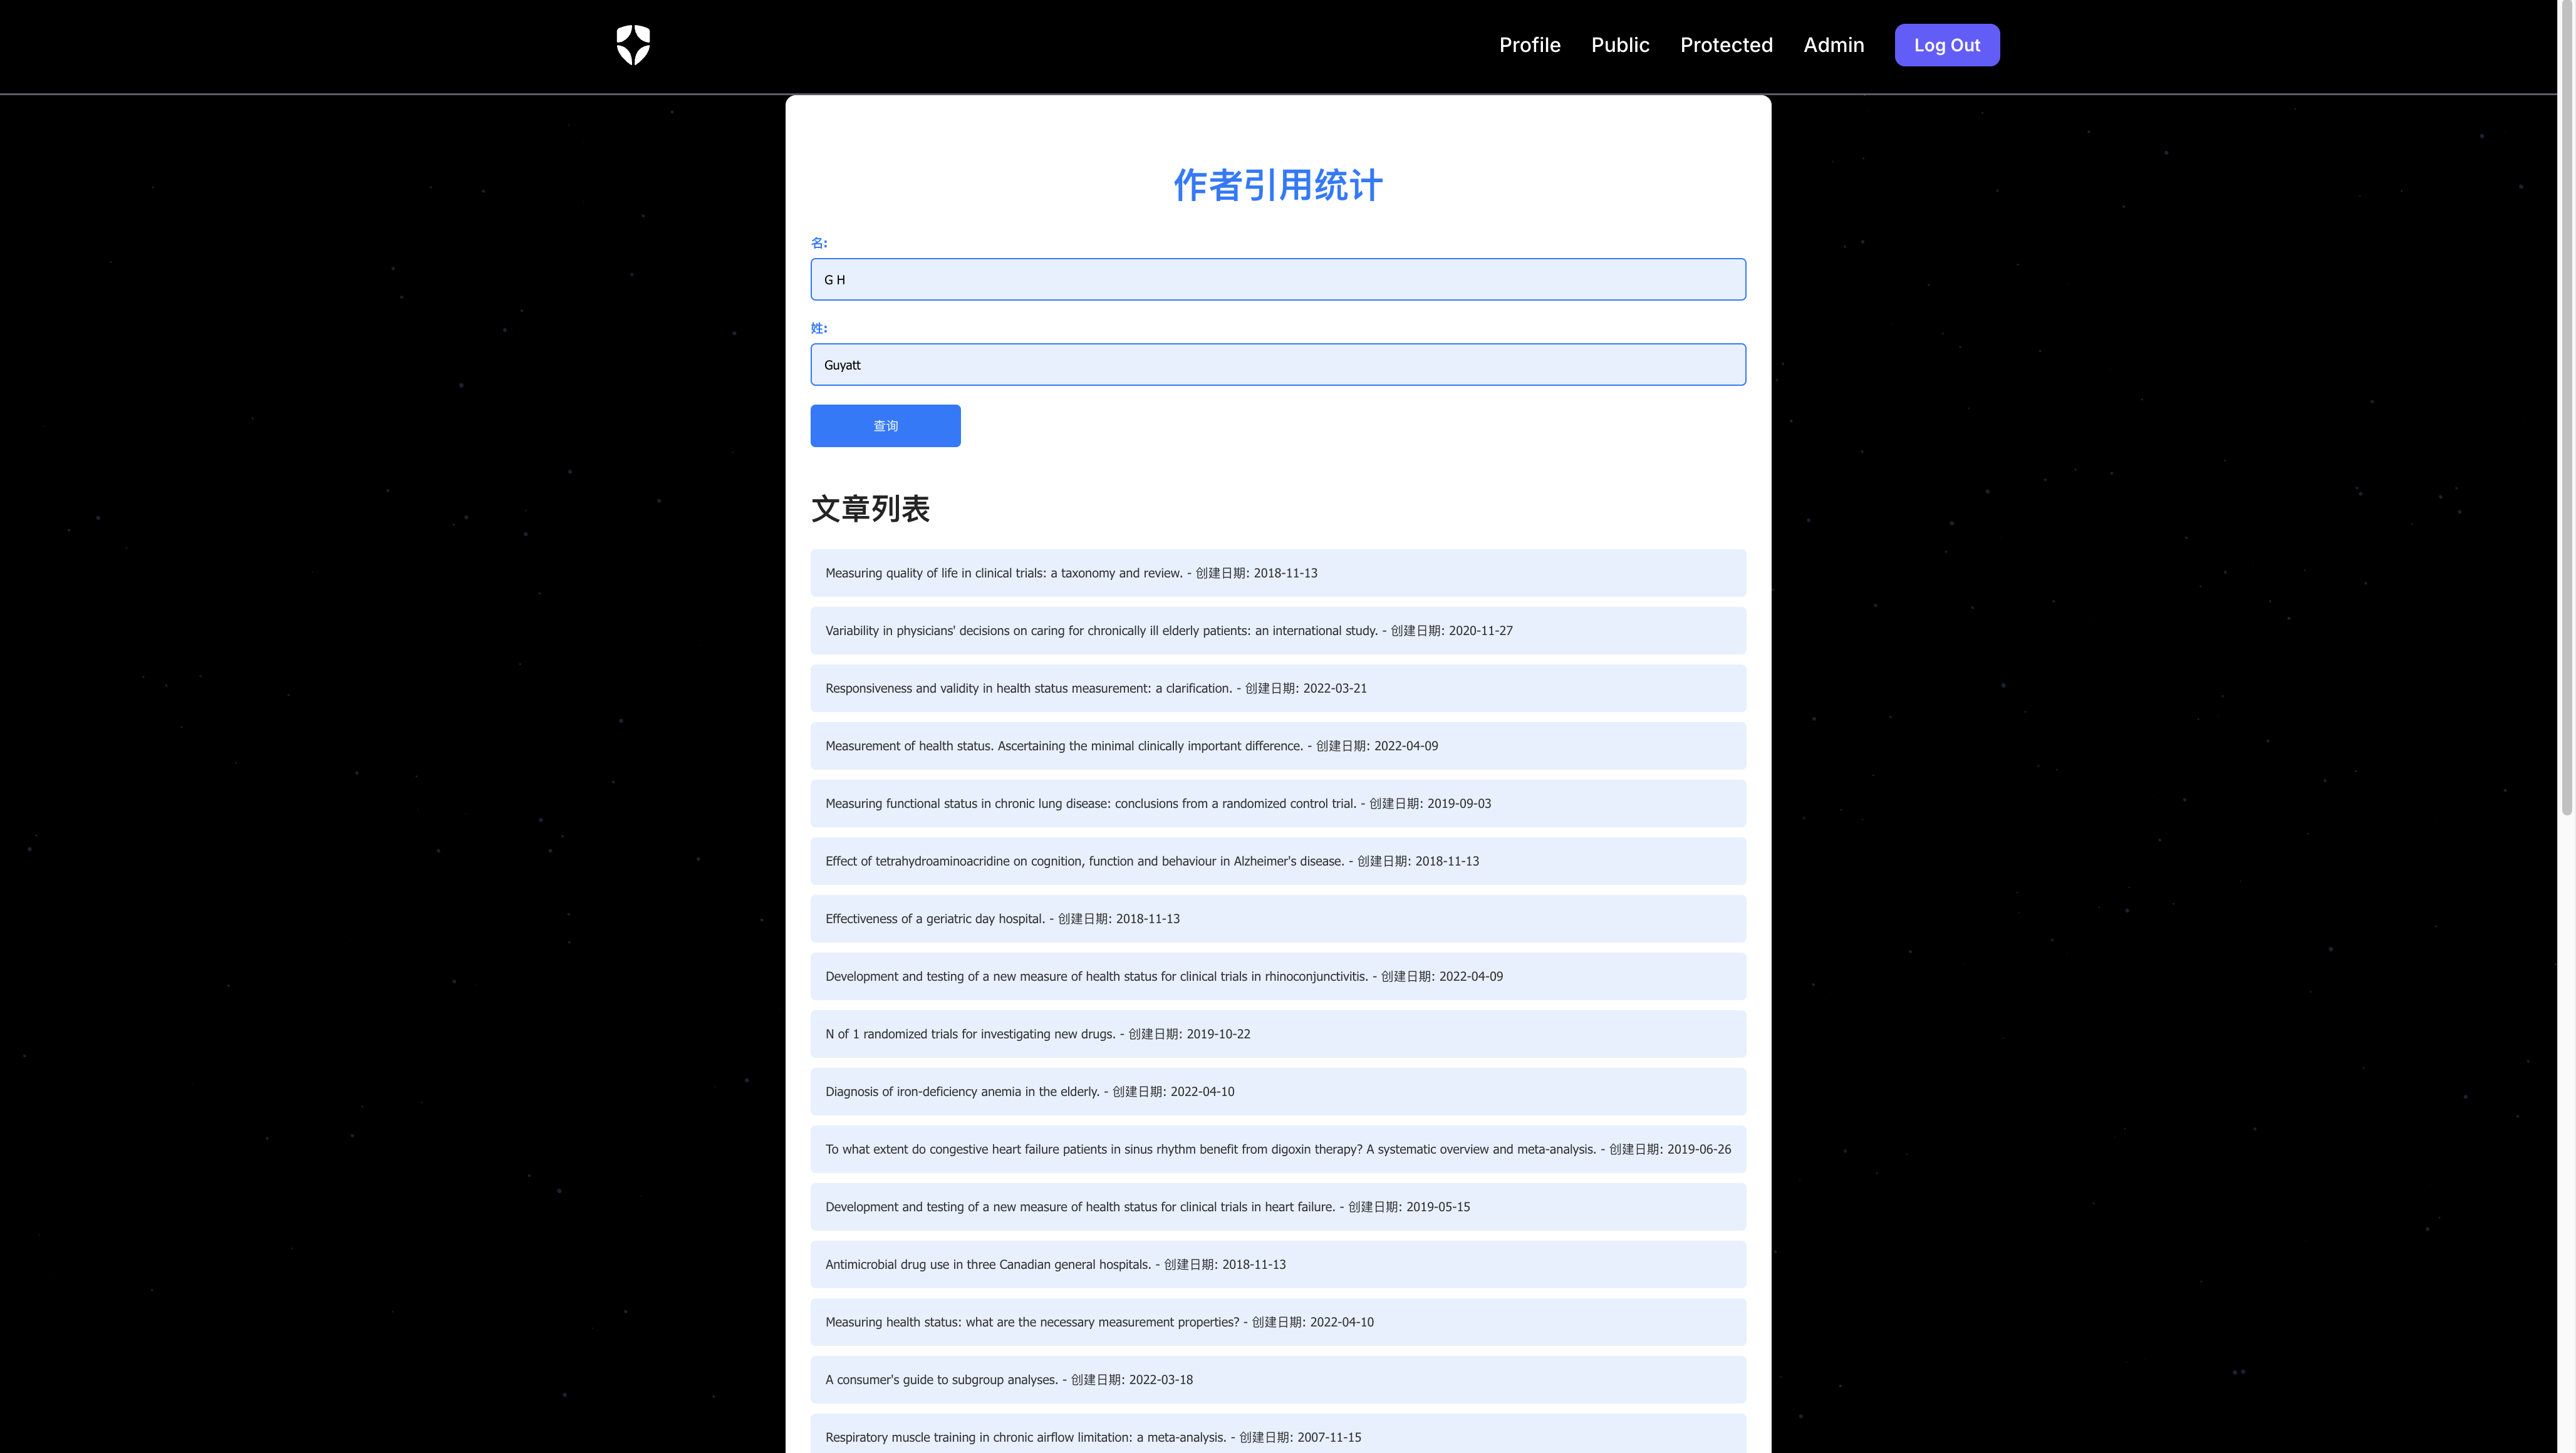 Profile Public Protected Admin Log Out
作者引用统计
名:
G H
姓:
Guyatt
查询
文章列表
Measuring quality of life in clinical trials: a taxonomy and review. - 创建日期: 2018-11-13
Variability in physicians' decisions on caring for chronically ill elderly patients: an international study. - 创建日期: 2020-11-27
Responsiveness and validity in health status measurement: a clarification. - 创建日期: 2022-03-21
Measurement of health status. Ascertaining the minimal clinically important difference. - 创建日期: 2022-04-09
Measuring functional status in chronic lung disease: conclusions from a randomized control trial. - 创建日期: 2019-09-03
Effect of tetrahydroaminoacridine on cognition, function and behaviour in Alzheimer's disease. - 创建日期: 2018-11-13
Effectiveness of a geriatric day hospital. - 创建日期: 2018-11-13
Development and testing of a new measure of health status for clinical trials in rhinoconjunctivitis. - 创建日期: 2022-04-09
N of 1 randomized trials for investigating new drugs. - 创建日期: 2019-10-22
Diagnosis of iron-deficiency anemia in the elderly. - 创建日期: 2022-04-10
To what extent do congestive heart failure patients in sinus rhythm benefit from digoxin therapy? A systematic overview and meta-analysis. - 创建日期: 2019-06-26
Development and testing of a new measure of health status for clinical trials in heart failure. - 创建日期: 2019-05-15
Antimicrobial drug use in three Canadian general hospitals. - 创建日期: 2018-11-13
Measuring health status: what are the necessary measurement properties? - 创建日期: 2022-04-10
A consumer's guide to subgroup analyses. - 创建日期: 2022-03-18
Respiratory muscle training in chronic airflow limitation: a meta-analysis. - 创建日期: 2007-11-15